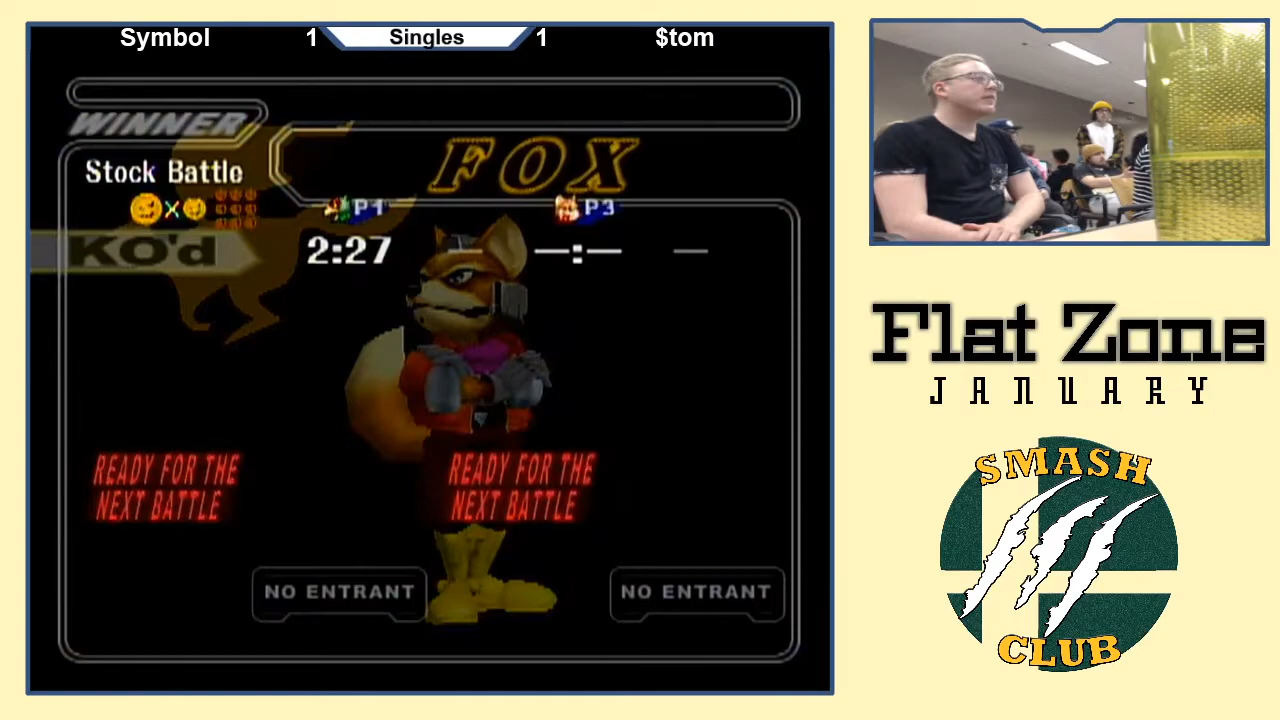 Symbol 1 Singles 1 $tom
WINNER
FOX
Stock Battle
P1 P3
KO'd 2:27 –:– –
READY FOR THE
NEXT BATTLE
READY FOR THE
NEXT BATTLE
NO ENTRANT NO ENTRANT
Flat Zone
JANUARY
SMASH
CLUB